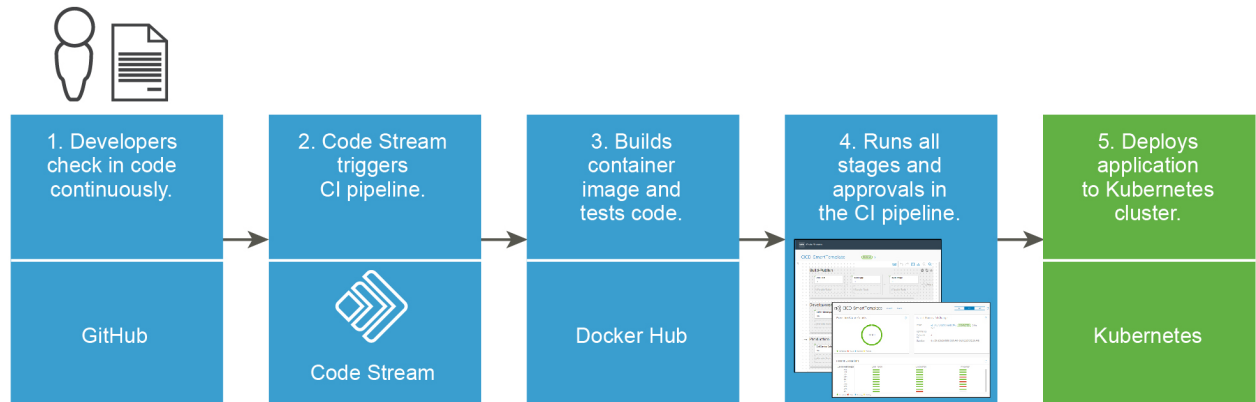 1. Developers
check in code
continuously.
GitHub
2. Code Stream
triggers
CI pipeline.
Code Stream
3. Builds
container
image and
tests code.
Docker Hub
4. Runs all
stages and
approvals in
the CI pipeline.
CICD_SmartTemplate
CICD_SmartTemplate
5. Deploys
application
to Kubernetes
cluster.
Kubernetes